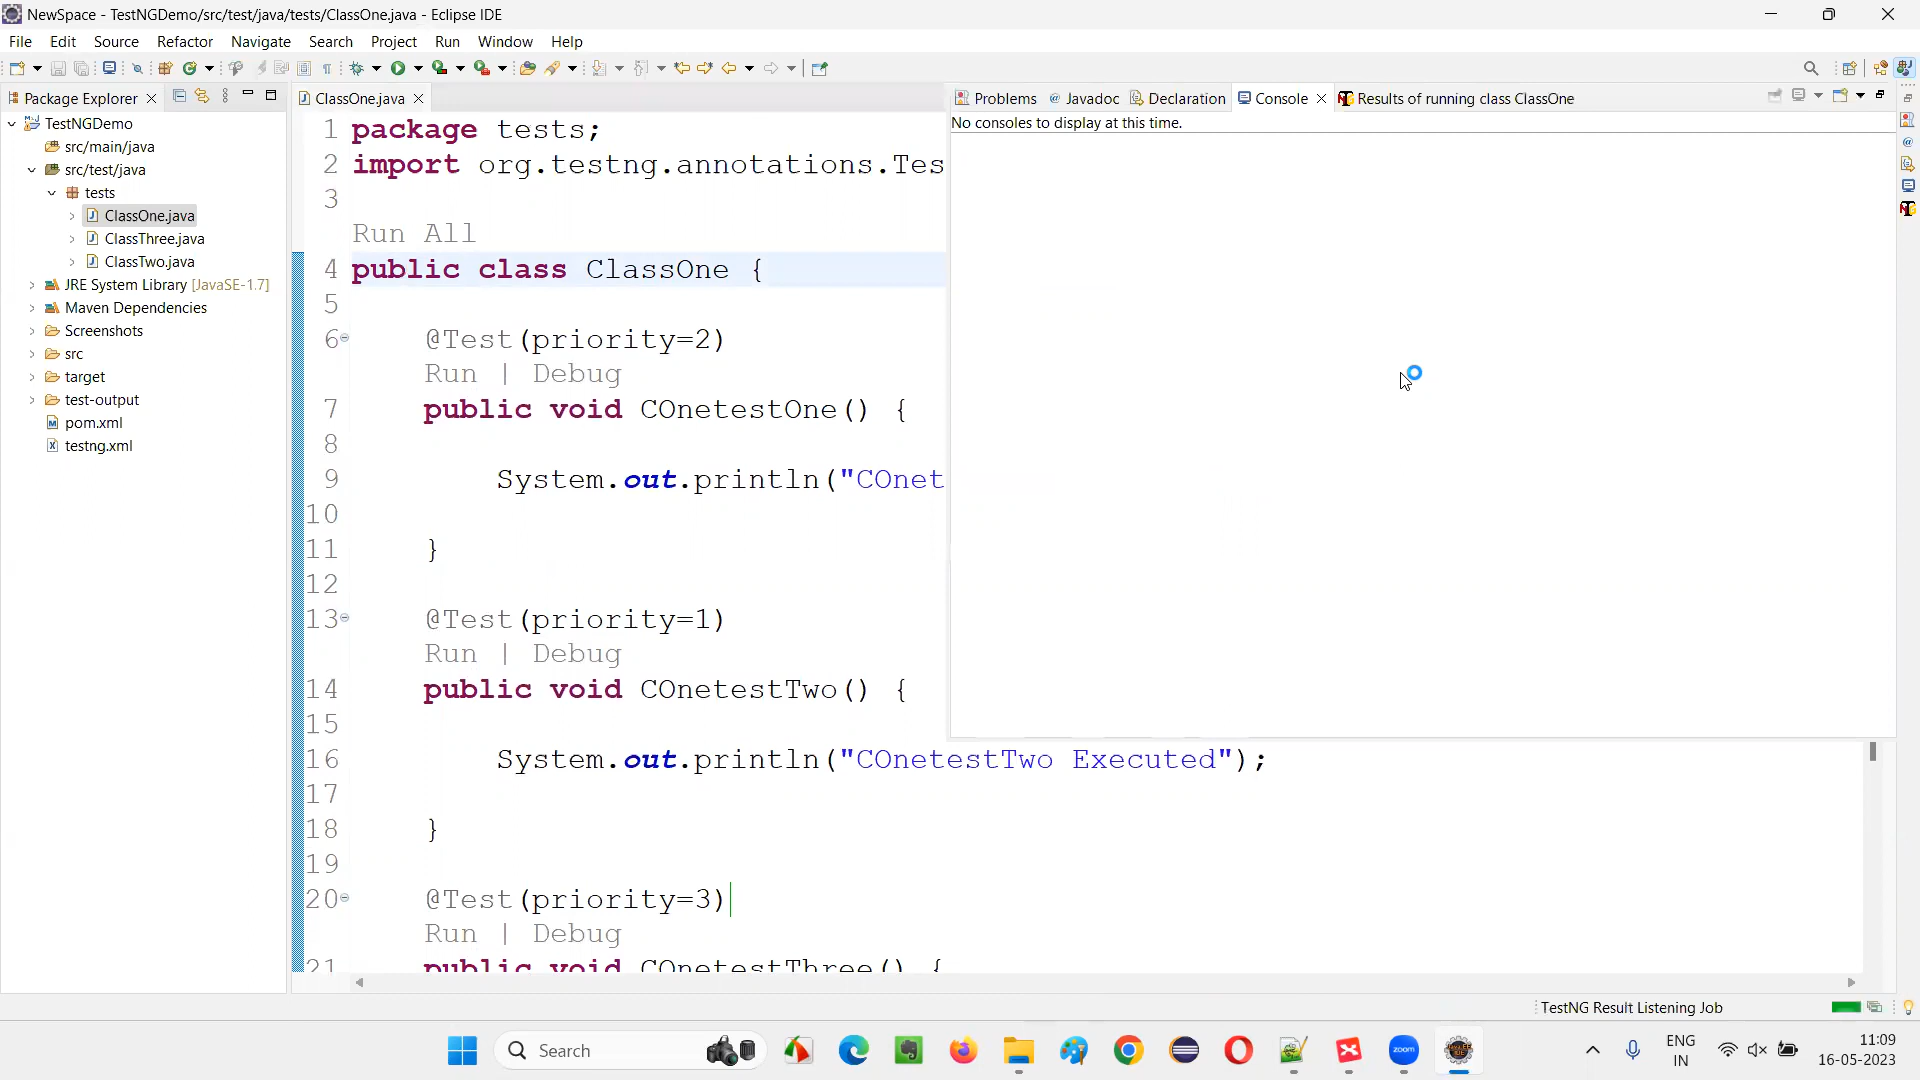 NewSpace - TestNGDemo/src/test/java/tests/ClassOne.java - Eclipse IDE
File Edit Source Refactor Navigate Search Project Run Window Help
Package Explorer
TestNGDemo
src/main/java
src/test/java
tests
ClassOne.java
ClassThree.java
ClassTwo.java
JRE System Library [JavaSE-1.7]
Maven Dependencies
Screenshots
src
target
test-output
pom.xml
testng.xml
ClassOne.java
1 package tests;
2 import org.testng.annotations.Tes
3
Run All
4 public class ClassOne {
5
6 @Test(priority=2)
Run | Debug
7 public void COnetestOne() {
8
9 System.out.println("COnet
10
11 }
12
13 @Test(priority=1)
Run | Debug
14 public void COnetestTwo() {
15
16 System.out.println("COnetestTwo Executed");
17
18 }
19
20 @Test(priority=3)
Run | Debug
21 public void COnetestThree() {
Problems Javadoc Declaration Console Results of running class ClassOne
No consoles to display at this time.
TestNG Result Listening Job
Search
zoom
ENG
IN
11:09
16-05-2023